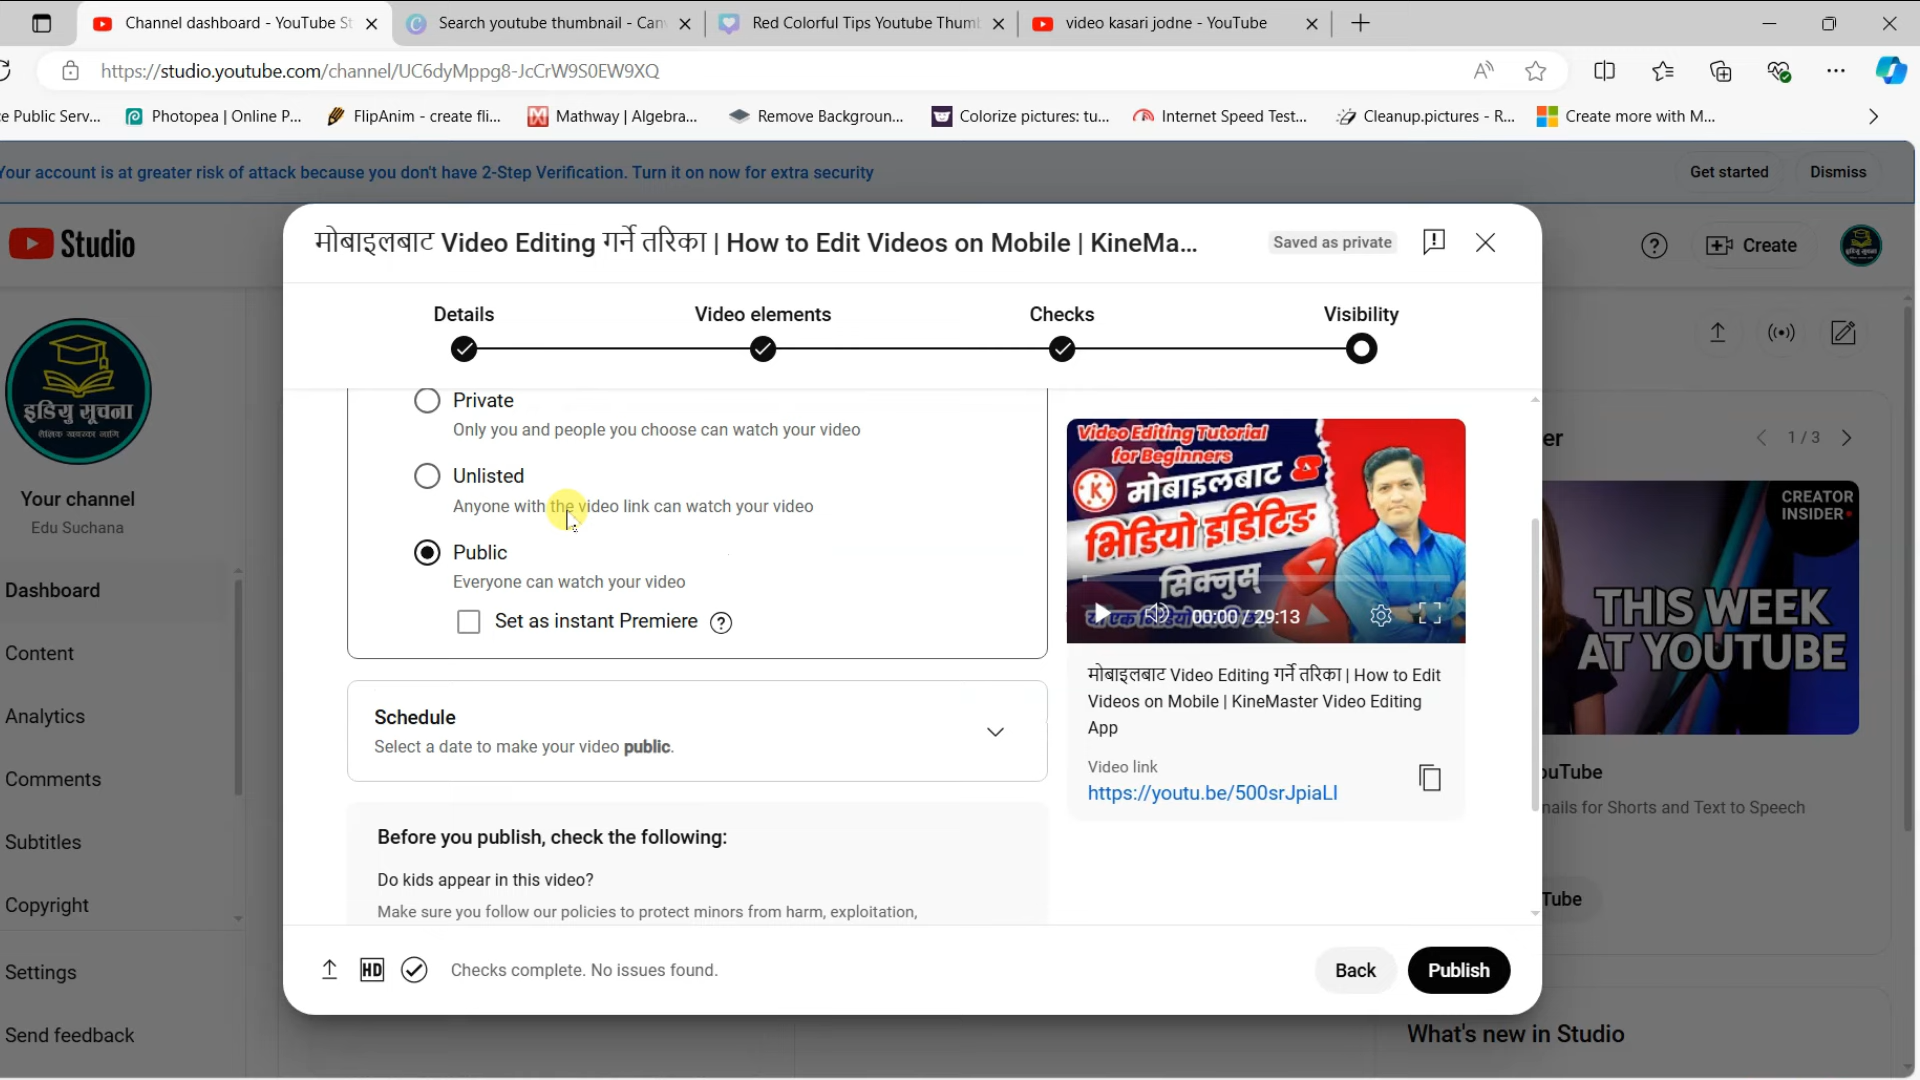 Channel dashboard - YouTube St
Search youtube thumbnail - Can
Red Colorful Tips Youtube Thum
video kasari jodne - YouTube
https://studio.youtube.com/channel/UC6dyMppg8-JcCrW9S0EW9XQ
e Public Serv...
Photopea | Online P...
FlipAnim - create fli...
Mathway | Algebra...
Remove Backgroun...
Colorize pictures: tu...
Internet Speed Test...
Cleanup.pictures - R...
Create more with M...
Your account is at greater risk of attack because you don't have 2-Step Verification. Turn it on now for extra security
Get started
Dismiss
Studio
मोबाइलबाट Video Editing गर्ने तरिका | How to Edit Videos on Mobile | KineMa...
Saved as private
Create
Details
Video elements
Checks
Visibility
इडियु सूचना
Your channel
Edu Suchana
Dashboard
Content
Analytics
Comments
Subtitles
Copyright
Settings
Send feedback
Private
Only you and people you choose can watch your video
Unlisted
Anyone with the video link can watch your video
Public
Everyone can watch your video
Set as instant Premiere
Schedule
Select a date to make your video public.
Before you publish, check the following:
Do kids appear in this video?
Make sure you follow our policies to protect minors from harm, exploitation,
Video Editing Tutorial
for Beginners
मोबाइलबाट
भिडियो इडिटिङ
सिक्नुस्
00:00 / 29:13
मोबाइलबाट Video Editing गर्ने तरिका | How to Edit
Videos on Mobile | KineMaster Video Editing
App
Video link
https://youtu.be/500srJpiaLI
er
1 / 3
CREATOR
INSIDER
THIS WEEK
AT YOUTUBE
ouTube
nails for Shorts and Text to Speech
Tube
HD
Checks complete. No issues found.
Back
Publish
What's new in Studio